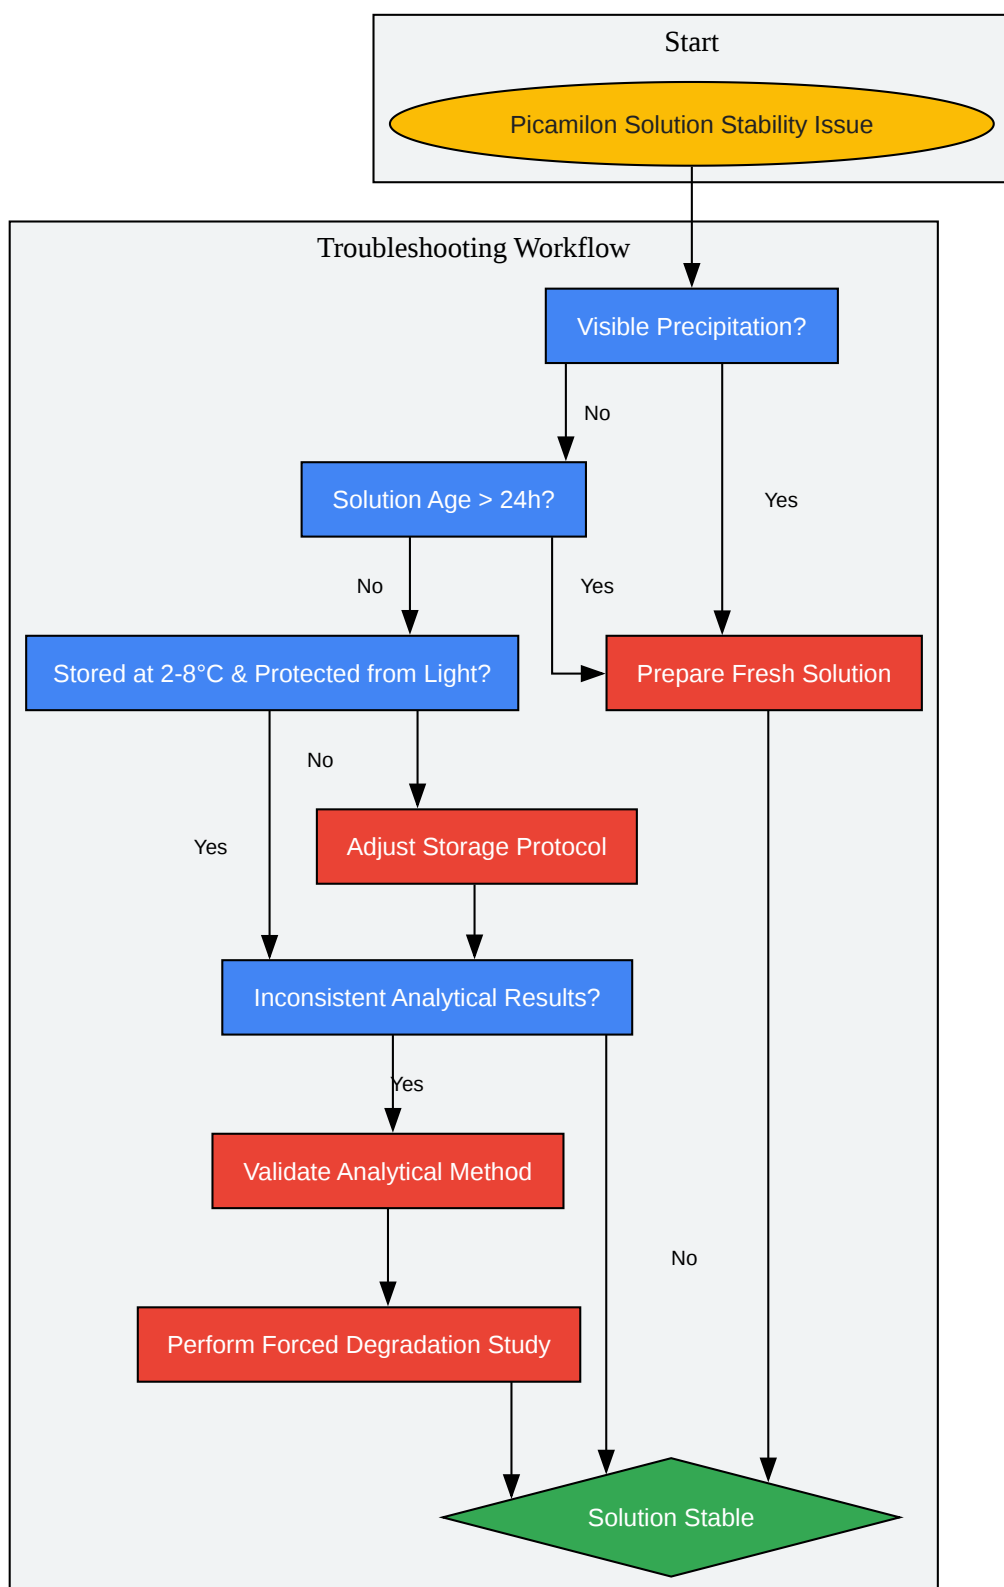 Start
Picamilon Solution Stability Issue
Troubleshooting Workflow
Visible Precipitation?
No
Solution Age > 24h?
Yes
No
Yes
Stored at 2-8°C & Protected from Light?
Prepare Fresh Solution
No
Adjust Storage Protocol
Yes
Inconsistent Analytical Results?
Yes
Validate Analytical Method
No
Perform Forced Degradation Study
Solution Stable